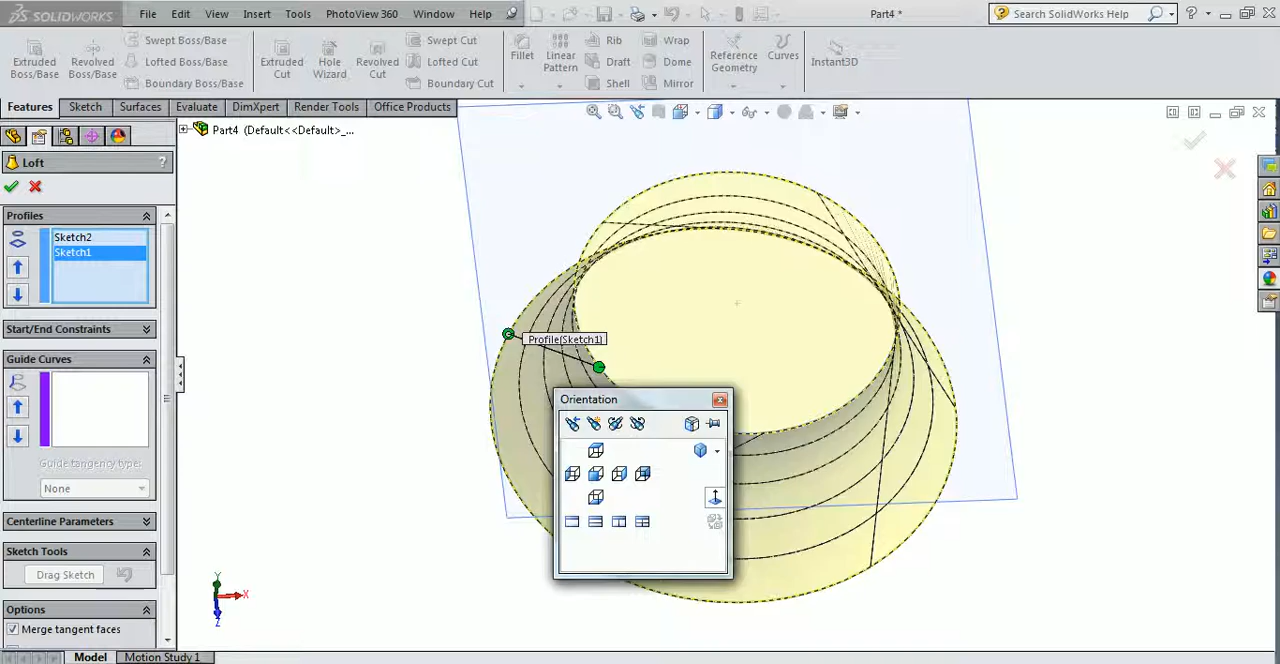 SOLIDWORKS File Edit View Insert Tools PhotoView 360 Window Help Part4 * Search SolidWorks Help
Extruded Boss/Base Revolved Boss/Base Swept Boss/Base Lofted Boss/Base Boundary Boss/Base Extruded Cut Hole Wizard Revolved Cut Swept Cut Lofted Cut Boundary Cut Fillet Linear Pattern Rib Draft Shell Wrap Dome Mirror Reference Geometry Curves Instant3D
Features Sketch Surfaces Evaluate DimXpert Render Tools Office Products
Part4 (Default<<Default>_...
Loft ?
Profiles
Sketch2
Sketch1
Start/End Constraints
Guide Curves
Guide tangency type:
None
Centerline Parameters
Sketch Tools
Drag Sketch
Options
Merge tangent faces
Profile(Sketch1)
Orientation
Y
X
Z
Model Motion Study 1